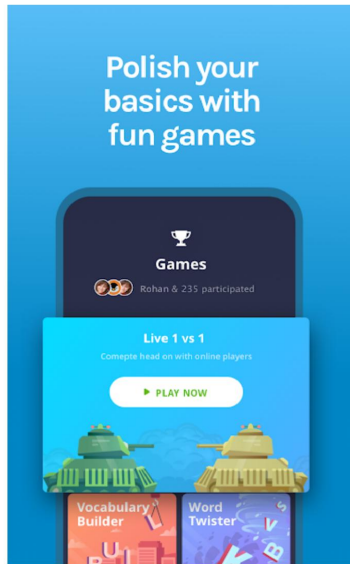 Polish your
basics with
fun games
Games
Rohan & 235 participated
Live 1 vs 1
Comepte head on with online players
PLAY NOW
Vocabulary
Builder
Word
Twister